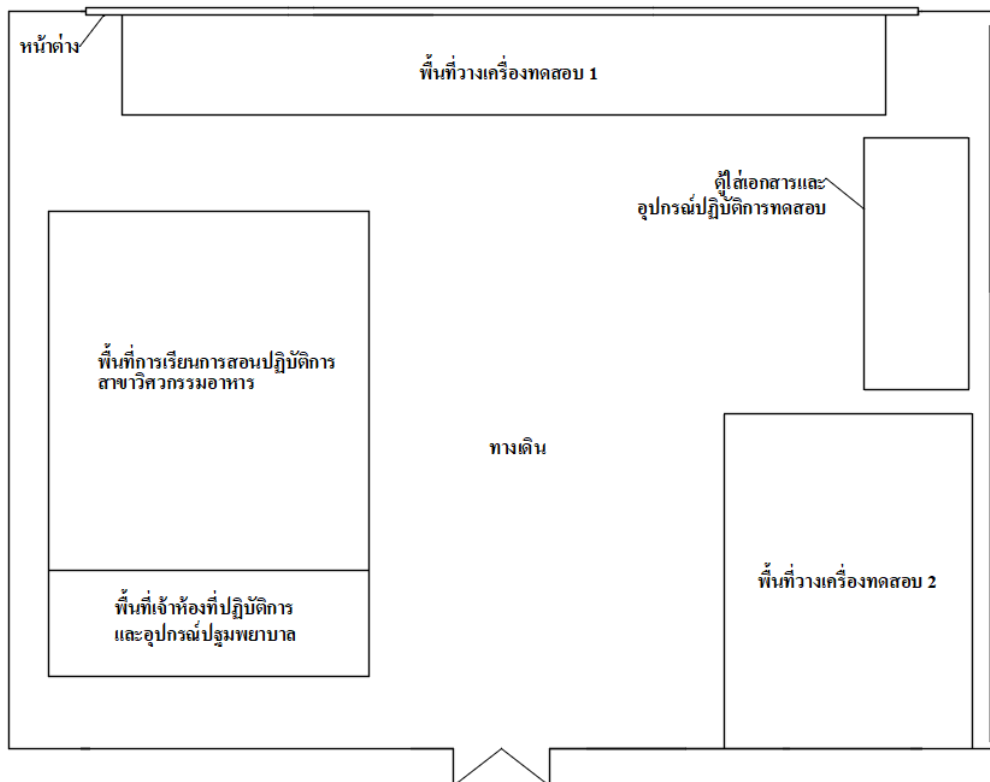 หน้าต่าง
พื้นที่วางเครื่องทดสอบ 1
ตู้ใส่เอกสารและ
อุปกรณ์ปฏิบัติการทดสอบ
พื้นที่การเรียนการสอนปฏิบัติการ
สาขาวิศวกรรมอาหาร
ทางเดิน
พื้นที่วางเครื่องทดสอบ 2
พื้นที่เจ้าห้องที่ปฏิบัติการ
และอุปกรณ์ปฐมพยาบาล